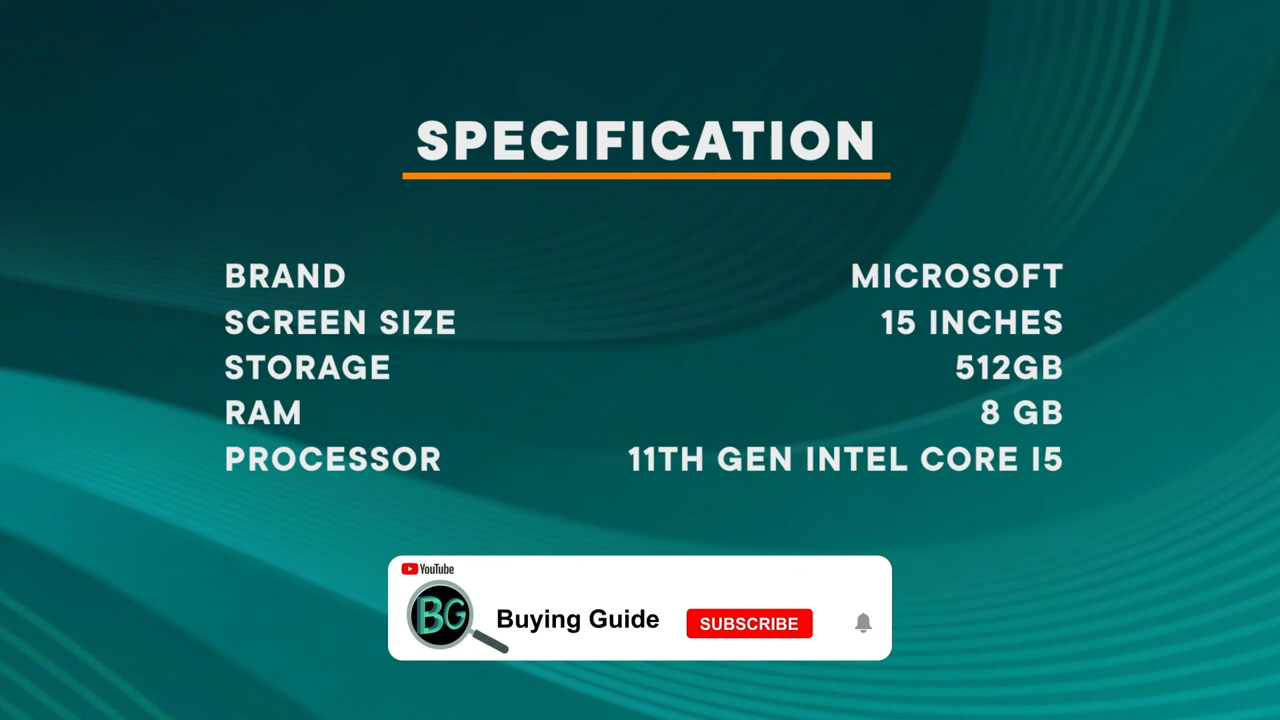 SPECIFICATION
BRAND MICROSOFT
SCREEN SIZE 15 INCHES
STORAGE 512GB
RAM 8 GB
PROCESSOR 11TH GEN INTEL CORE I5
YouTube
BG Buying Guide SUBSCRIBE